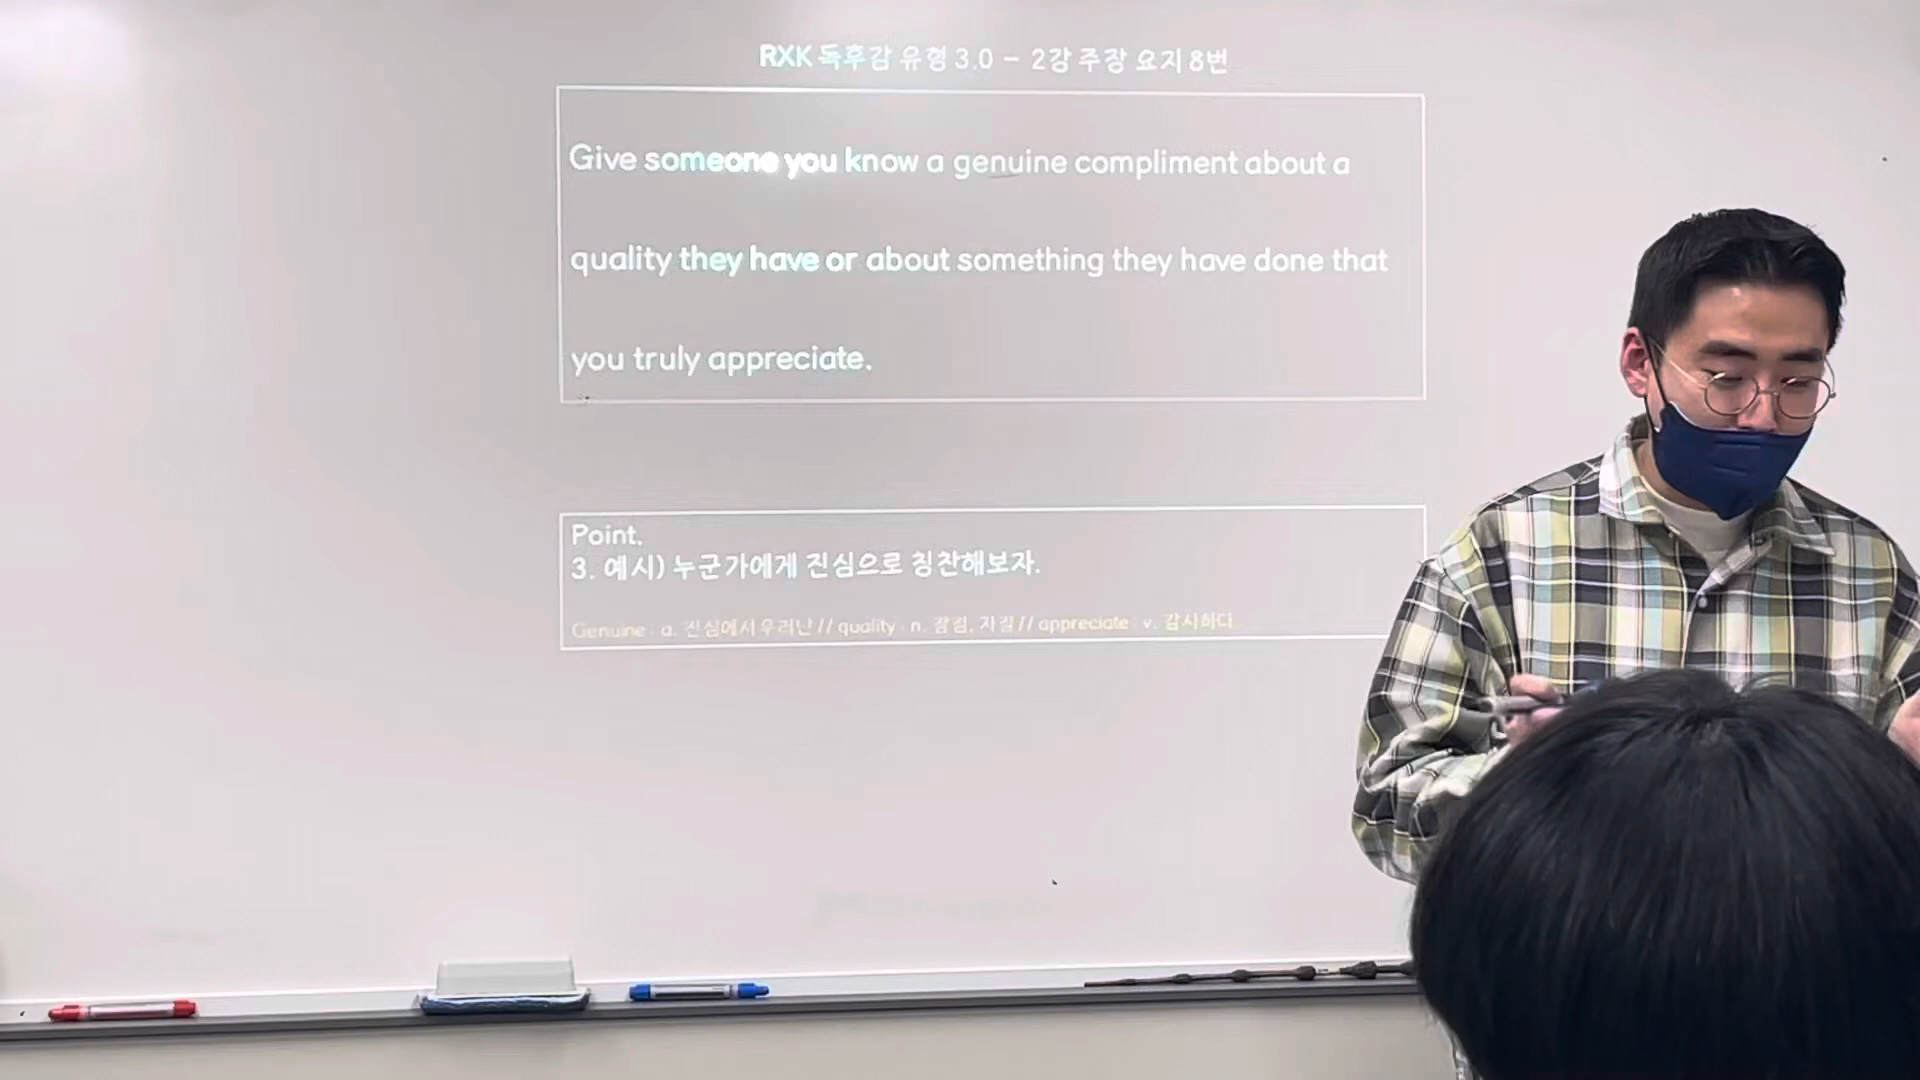 RXK 독후감 유형 3.0 - 2강 주장 요지 8번
Give someone you know a genuine compliment about a
quality they have or about something they have done that
you truly appreciate.
Point.
3. 예시) 누군가에게 진심으로 칭찬해보자.
Genuine : a. 진심에서 우러난 // quality : n. 장점, 자질 // appreciate : v. 감사하다